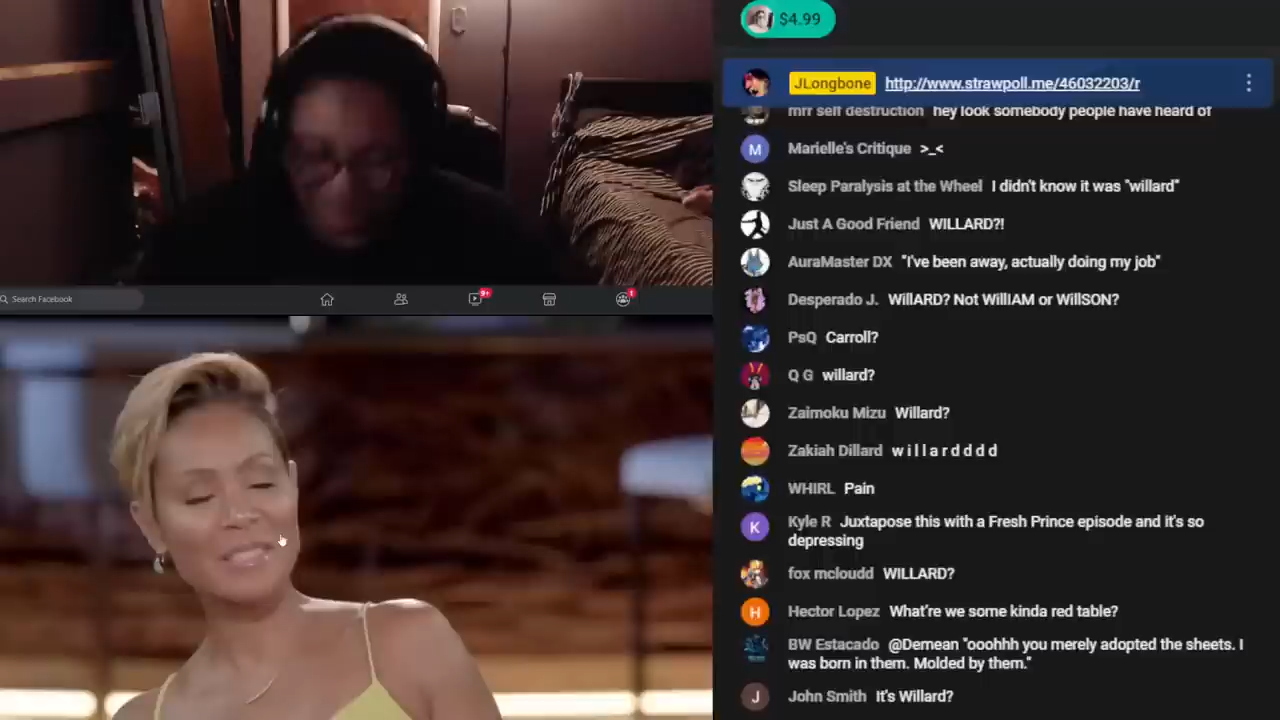 $4.99
JLongbone http://www.strawpoll.me/46032203/r
mrr self destruction hey look somebody people have heard of
Marielle's Critique >_<
Sleep Paralysis at the Wheel I didn't know it was "willard"
Just A Good Friend WILLARD?!
AuraMaster DX "I've been away, actually doing my job"
Desperado J. WillARD? Not WillIAM or WillSON?
PsQ Carroll?
Q G willard?
Zaimoku Mizu Willard?
Zakiah Dillard w i l l a r d d d d
WHIRL Pain
K Kyle R Juxtapose this with a Fresh Prince episode and it's so
depressing
fox mcloudd WILLARD?
H Hector Lopez What're we some kinda red table?
BW Estacado @Demean "ooohhh you merely adopted the sheets. I
was born in them. Molded by them."
J John Smith It's Willard?
M
Search Facebook
9+
1